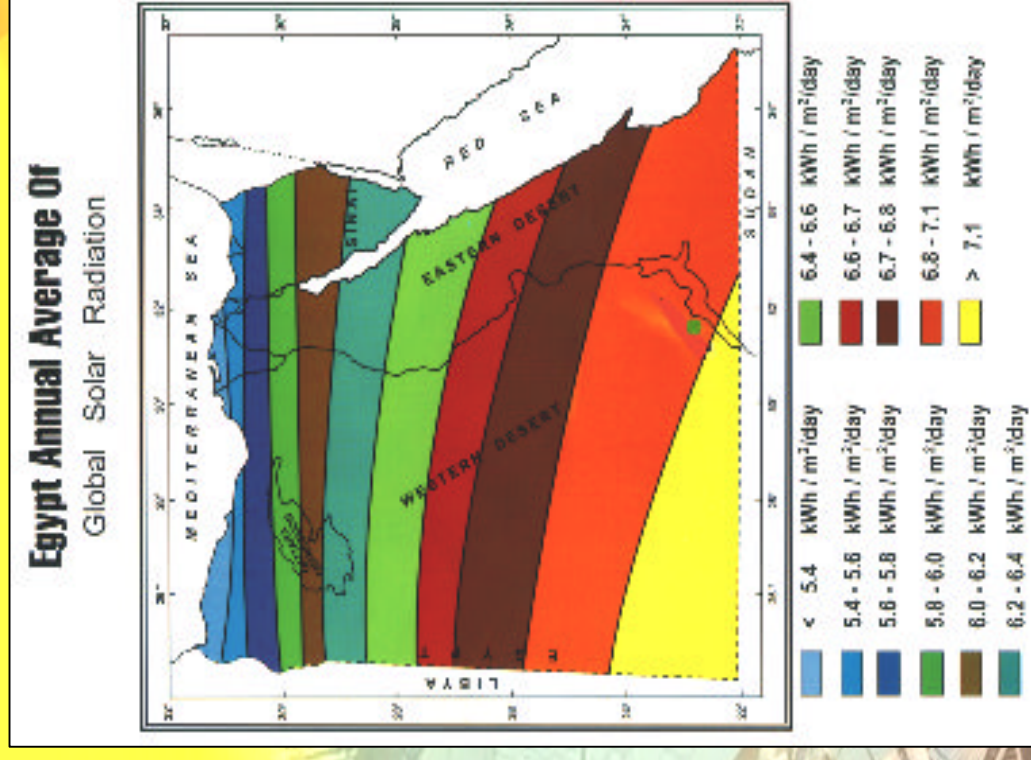 Egypt Annual Average Of
Global Solar Radiation
MEDITERRANEAN SEA
RED SEA
SINAI
EASTERN DESERT
WESTERN DESERT
EGYPT
LIBYA
SUDAN
< 5.4 kWh / m²/day
5.4 - 5.6 kWh / m²/day
5.6 - 5.8 kWh / m²/day
5.8 - 6.0 kWh / m²/day
6.0 - 6.2 kWh / m²/day
6.2 - 6.4 kWh / m²/day
6.4 - 6.6 kWh / m²/day
6.6 - 6.7 kWh / m²/day
6.7 - 6.8 kWh / m²/day
6.8 - 7.1 kWh / m²/day
> 7.1 kWh / m²/day